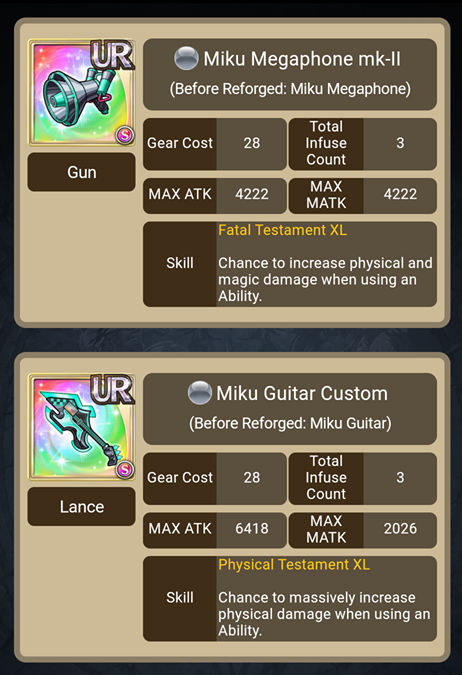 UR
S
Gun
Miku Megaphone mk-II
(Before Reforged: Miku Megaphone)
Gear Cost
28
Total
Infuse
Count
3
MAX ATK
4222
MAX
MATK
4222
Skill
Fatal Testament XL
Chance to increase physical and
magic damage when using an
Ability.
UR
S
Lance
Miku Guitar Custom
(Before Reforged: Miku Guitar)
Gear Cost
28
Total
Infuse
Count
3
MAX ATK
6418
MAX
MATK
2026
Skill
Physical Testament XL
Chance to massively increase
physical damage when using an
Ability.